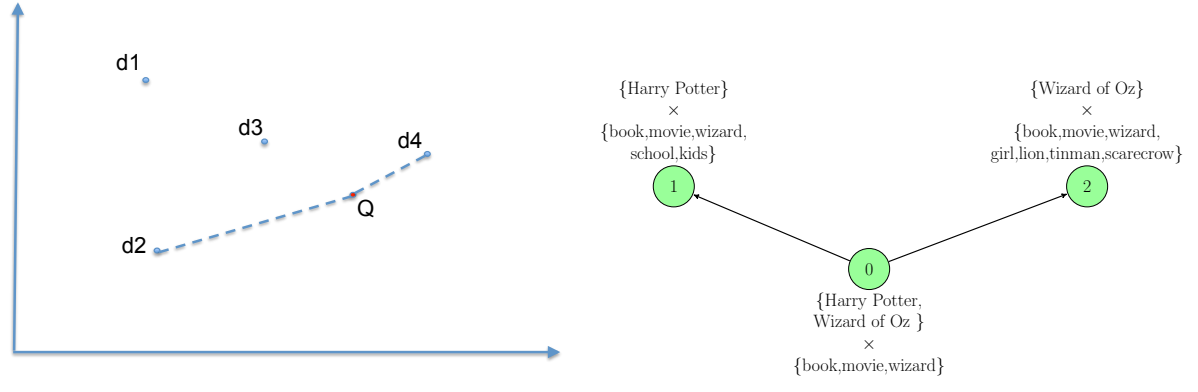 d1
d3
d4
Q
d2
{Harry Potter}
×
{book,movie,wizard,
school,kids}
1
{Wizard of Oz}
×
{book,movie,wizard,
girl,lion,tinman,scarecrow}
2
0
{Harry Potter,
Wizard of Oz }
×
{book,movie,wizard}